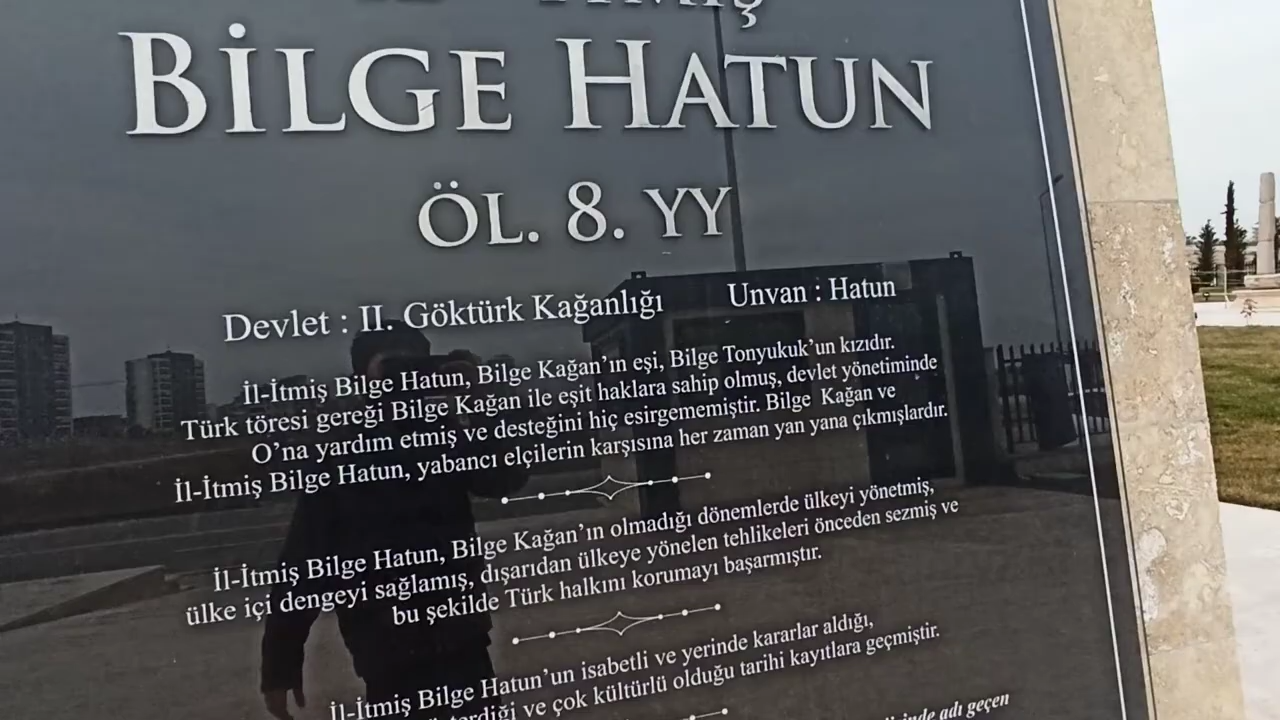 BİLGE HATUN
ÖL. 8. YY
Devlet : II. Göktürk Kağanlığı Unvan : Hatun
İl-İtmiş Bilge Hatun, Bilge Kağan'ın eşi, Bilge Tonyukuk'un kızıdır.
Türk töresi gereği Bilge Kağan ile eşit haklara sahip olmuş, devlet yönetiminde
O'na yardım etmiş ve desteğini hiç esirgememiştir. Bilge Kağan ve
İl-İtmiş Bilge Hatun, yabancı elçilerin karşısına her zaman yan yana çıkmışlardır.
İl-İtmiş Bilge Hatun, Bilge Kağan'ın olmadığı dönemlerde ülkeyi yönetmiş,
ülke içi dengeyi sağlamış, dışarıdan ülkeye yönelen tehlikeleri önceden sezmiş ve
bu şekilde Türk halkını korumayı başarmıştır.
İl-İtmiş Bilge Hatun'un isabetli ve yerinde kararlar aldığı,
ve çok kültürlü olduğu tarihi kayıtlara geçmiştir.
adı geçen